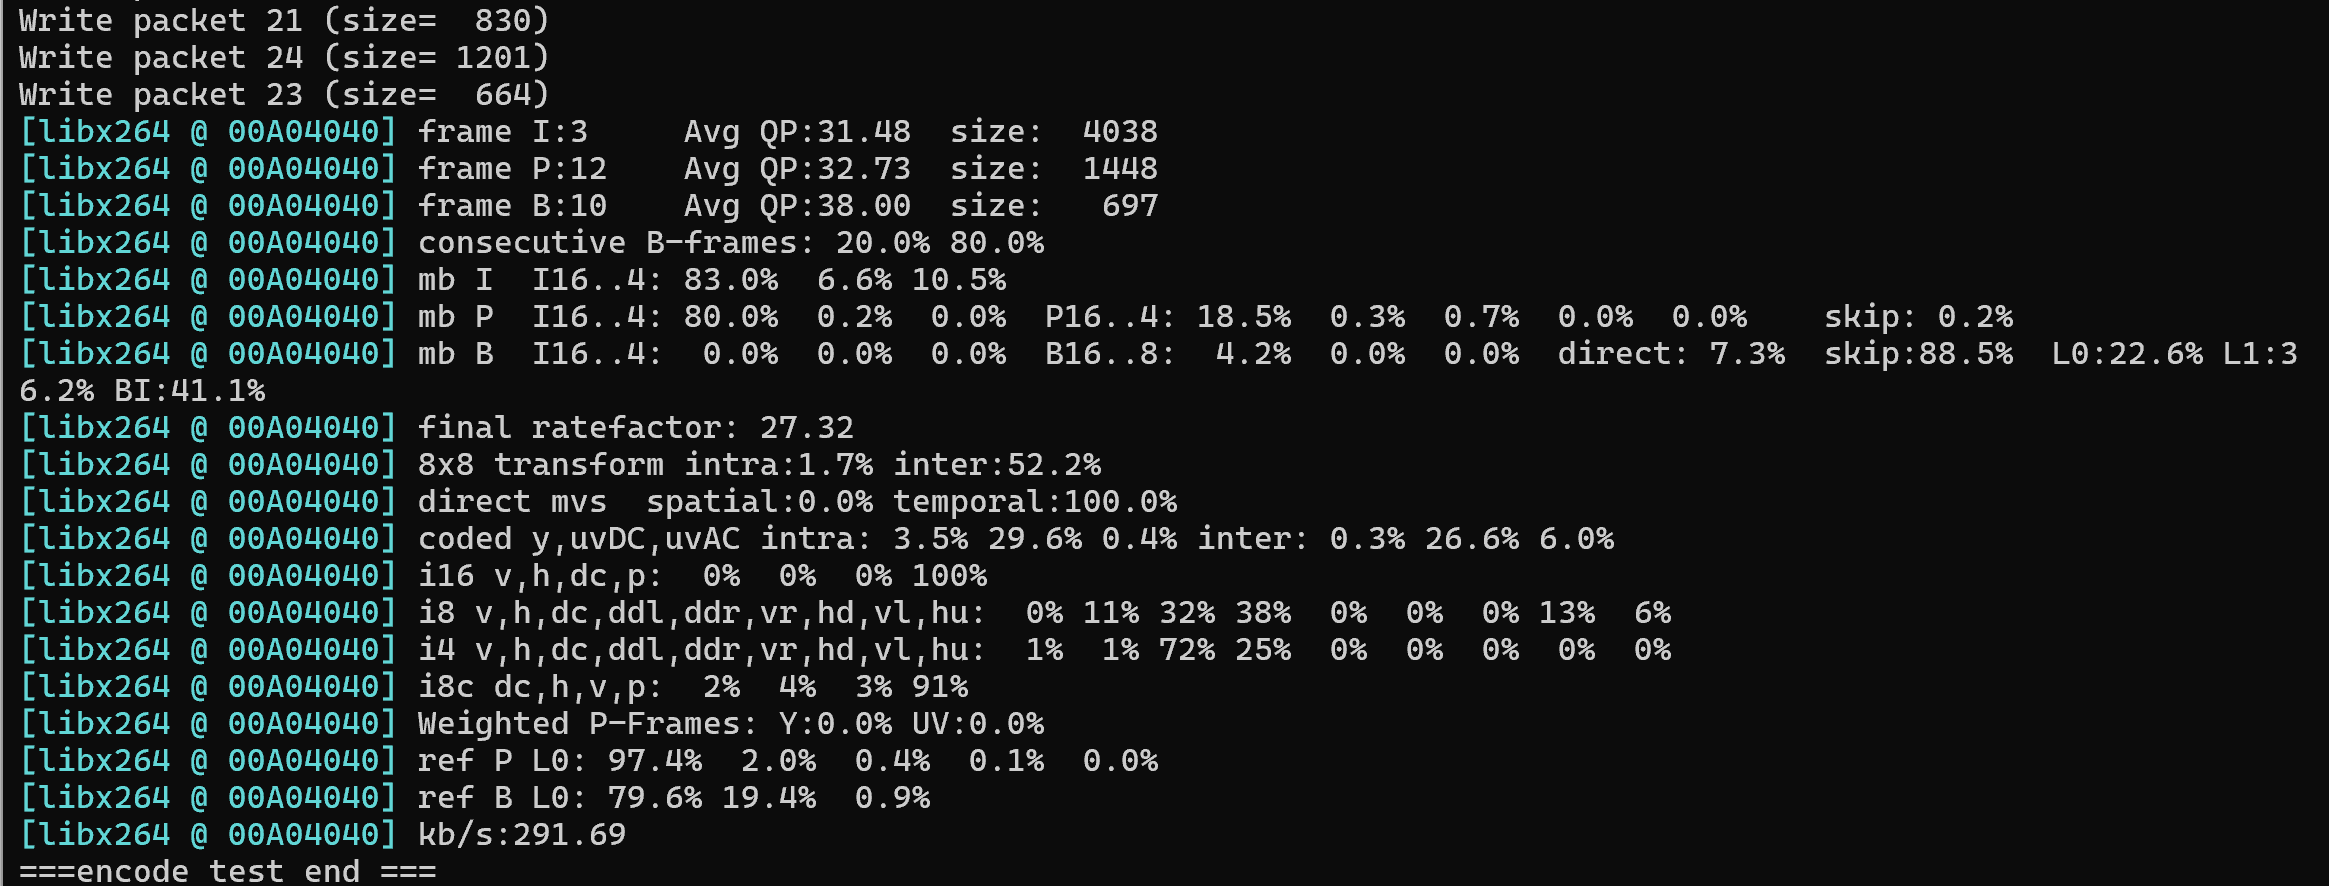 Write packet 21 (size=  830)
Write packet 24 (size= 1201)
Write packet 23 (size=  664)
[libx264 @ 00A04040] frame I:3     Avg QP:31.48  size:  4038
[libx264 @ 00A04040] frame P:12    Avg QP:32.73  size:  1448
[libx264 @ 00A04040] frame B:10    Avg QP:38.00  size:   697
[libx264 @ 00A04040] consecutive B-frames: 20.0% 80.0%
[libx264 @ 00A04040] mb I  I16..4: 83.0%  6.6% 10.5%
[libx264 @ 00A04040] mb P  I16..4: 80.0%  0.2%  0.0%  P16..4: 18.5%  0.3%  0.7%  0.0%  0.0%    skip: 0.2%
[libx264 @ 00A04040] mb B  I16..4:  0.0%  0.0%  0.0%  B16..8:  4.2%  0.0%  0.0%  direct: 7.3%  skip:88.5%  L0:22.6% L1:3
6.2% BI:41.1%
[libx264 @ 00A04040] final ratefactor: 27.32
[libx264 @ 00A04040] 8x8 transform intra:1.7% inter:52.2%
[libx264 @ 00A04040] direct mvs  spatial:0.0% temporal:100.0%
[libx264 @ 00A04040] coded y,uvDC,uvAC intra: 3.5% 29.6% 0.4% inter: 0.3% 26.6% 6.0%
[libx264 @ 00A04040] i16 v,h,dc,p:  0%  0%  0% 100%
[libx264 @ 00A04040] i8 v,h,dc,ddl,ddr,vr,hd,vl,hu:  0% 11% 32% 38%  0%  0%  0% 13%  6%
[libx264 @ 00A04040] i4 v,h,dc,ddl,ddr,vr,hd,vl,hu:  1%  1% 72% 25%  0%  0%  0%  0%  0%
[libx264 @ 00A04040] i8c dc,h,v,p:  2%  4%  3% 91%
[libx264 @ 00A04040] Weighted P-Frames: Y:0.0% UV:0.0%
[libx264 @ 00A04040] ref P L0: 97.4%  2.0%  0.4%  0.1%  0.0%
[libx264 @ 00A04040] ref B L0: 79.6% 19.4%  0.9%
[libx264 @ 00A04040] kb/s:291.69
===encode test end ===